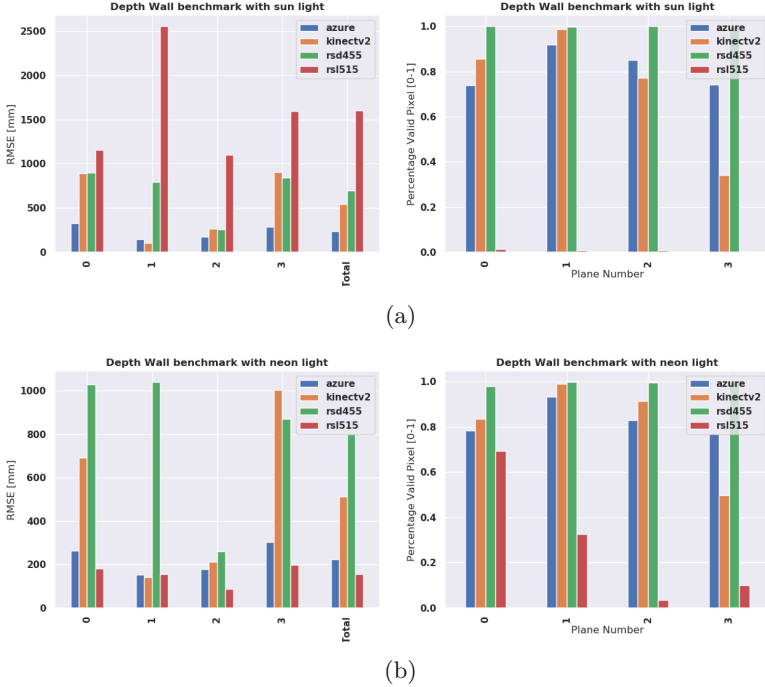 Depth Wall benchmark with sun light
RMSE [mm]
2500
2000
1500
1000
500
0
azure
kinectv2
rsd455
rsl515
0
1
2
3
Total
Depth Wall benchmark with sun light
Percentage Valid Pixel [0-1]
1.0
0.8
0.6
0.4
0.2
0.0
azure
kinectv2
rsd455
rsl515
0
1
2
3
Plane Number
(a)
Depth Wall benchmark with neon light
RMSE [mm]
1000
800
600
400
200
0
azure
kinectv2
rsd455
rsl515
0
1
2
3
Total
Depth Wall benchmark with neon light
Percentage Valid Pixel [0-1]
1.0
0.8
0.6
0.4
0.2
0.0
azure
kinectv2
rsd455
rsl515
0
1
2
3
Plane Number
(b)